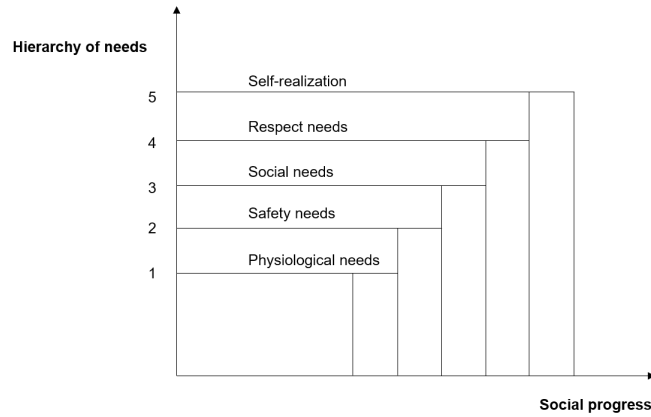 Hierarchy of needs
Self-realization
5
Respect needs
4
Social needs
3
Safety needs
2
Physiological needs
1
Social progress